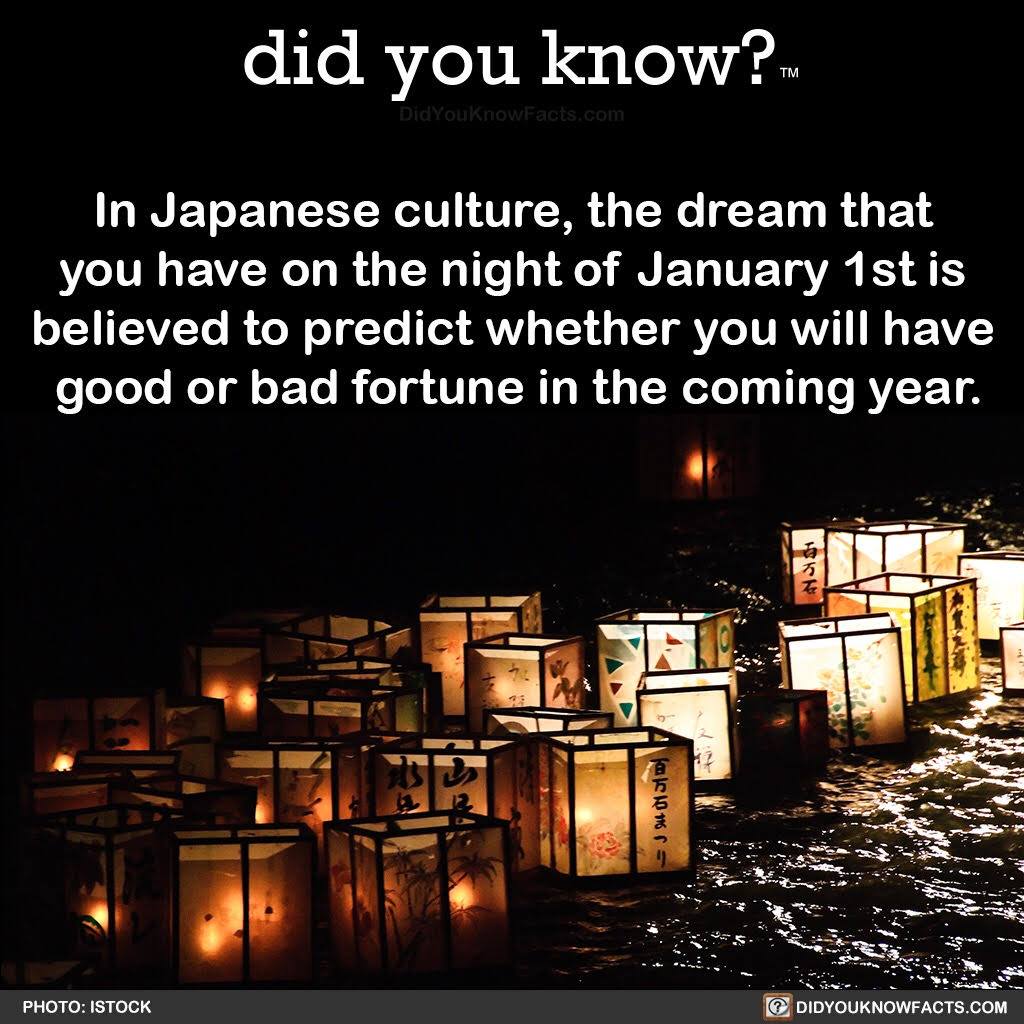 did you know?™
DidYouKnowFacts.com
In Japanese culture, the dream that
you have on the night of January 1st is
believed to predict whether you will have
good or bad fortune in the coming year.
百万石
百万石まつり
PHOTO: ISTOCK
DIDYOUKNOWFACTS.COM